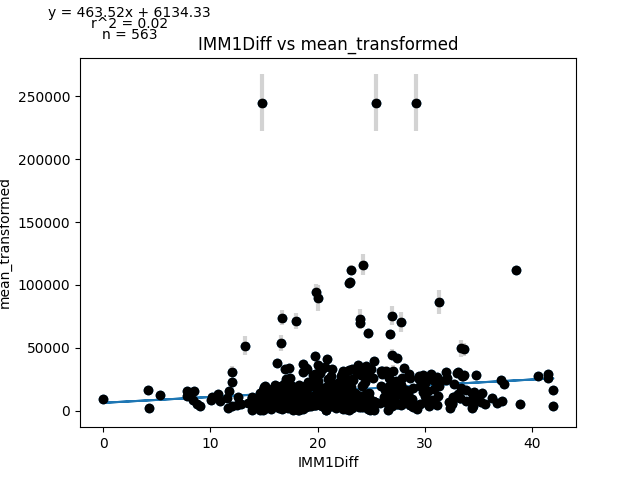 y = 463.52x + 6134.33
r^2 = 0.02
n = 563
IMM1Diff vs mean_transformed
250000
200000
150000
100000
50000
0
mean_transformed
0 10 20 30 40
IMM1Diff